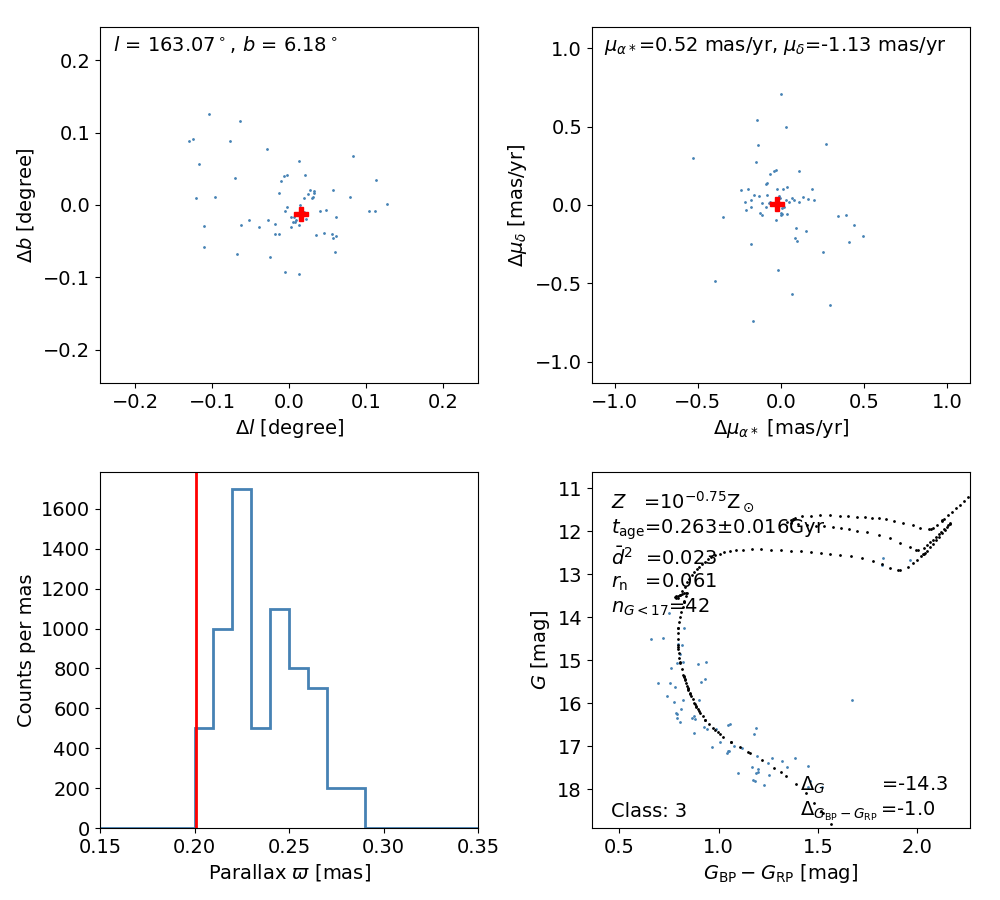 l = 163.07°, b = 6.18°
0.2
0.1
0.0
−0.1
−0.2
Δb [degree]
−0.2 −0.1 0.0 0.1 0.2
Δl [degree]
μα*=0.52 mas/yr, μδ=-1.13 mas/yr
1.0
0.5
0.0
−0.5
−1.0
Δμδ [mas/yr]
−1.0 −0.5 0.0 0.5 1.0
Δμα* [mas/yr]
1600
1400
1200
1000
800
600
400
200
0
Counts per mas
0.15 0.20 0.25 0.30 0.35
Parallax ϖ [mas]
Z =10^−0.75 Z⊙
tage=0.263±0.016Gyr
d̄² =0.023
rn =0.061
nG<17=42
11
12
13
14
15
16
17
18
G [mag]
ΔG =-14.3
ΔGBP−GRP=-1.0
Class: 3
0.5 1.0 1.5 2.0
GBP − GRP [mag]